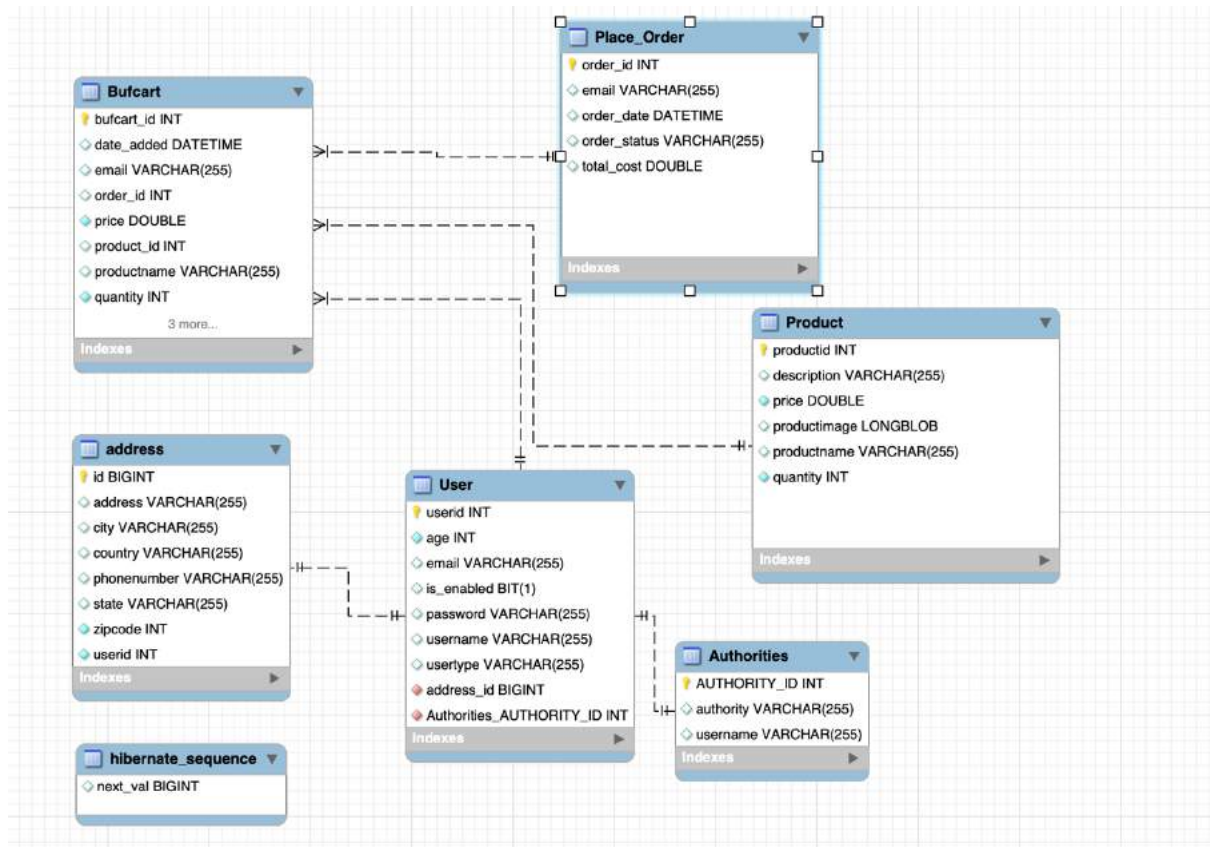 Place_Order
order_id INT
email VARCHAR(255)
order_date DATETIME
order_status VARCHAR(255)
total_cost DOUBLE
Indexes
Bufcart
bufcart_id INT
date_added DATETIME
email VARCHAR(255)
order_id INT
price DOUBLE
product_id INT
productname VARCHAR(255)
quantity INT
3 more...
Indexes
Product
productid INT
description VARCHAR(255)
price DOUBLE
productimage LONGBLOB
productname VARCHAR(255)
quantity INT
Indexes
address
id BIGINT
address VARCHAR(255)
city VARCHAR(255)
country VARCHAR(255)
phonenumber VARCHAR(255)
state VARCHAR(255)
zipcode INT
userid INT
Indexes
User
userid INT
age INT
email VARCHAR(255)
is_enabled BIT(1)
password VARCHAR(255)
username VARCHAR(255)
usertype VARCHAR(255)
address_id BIGINT
Authorities_AUTHORITY_ID INT
Indexes
Authorities
AUTHORITY_ID INT
authority VARCHAR(255)
username VARCHAR(255)
Indexes
hibernate_sequence
next_val BIGINT